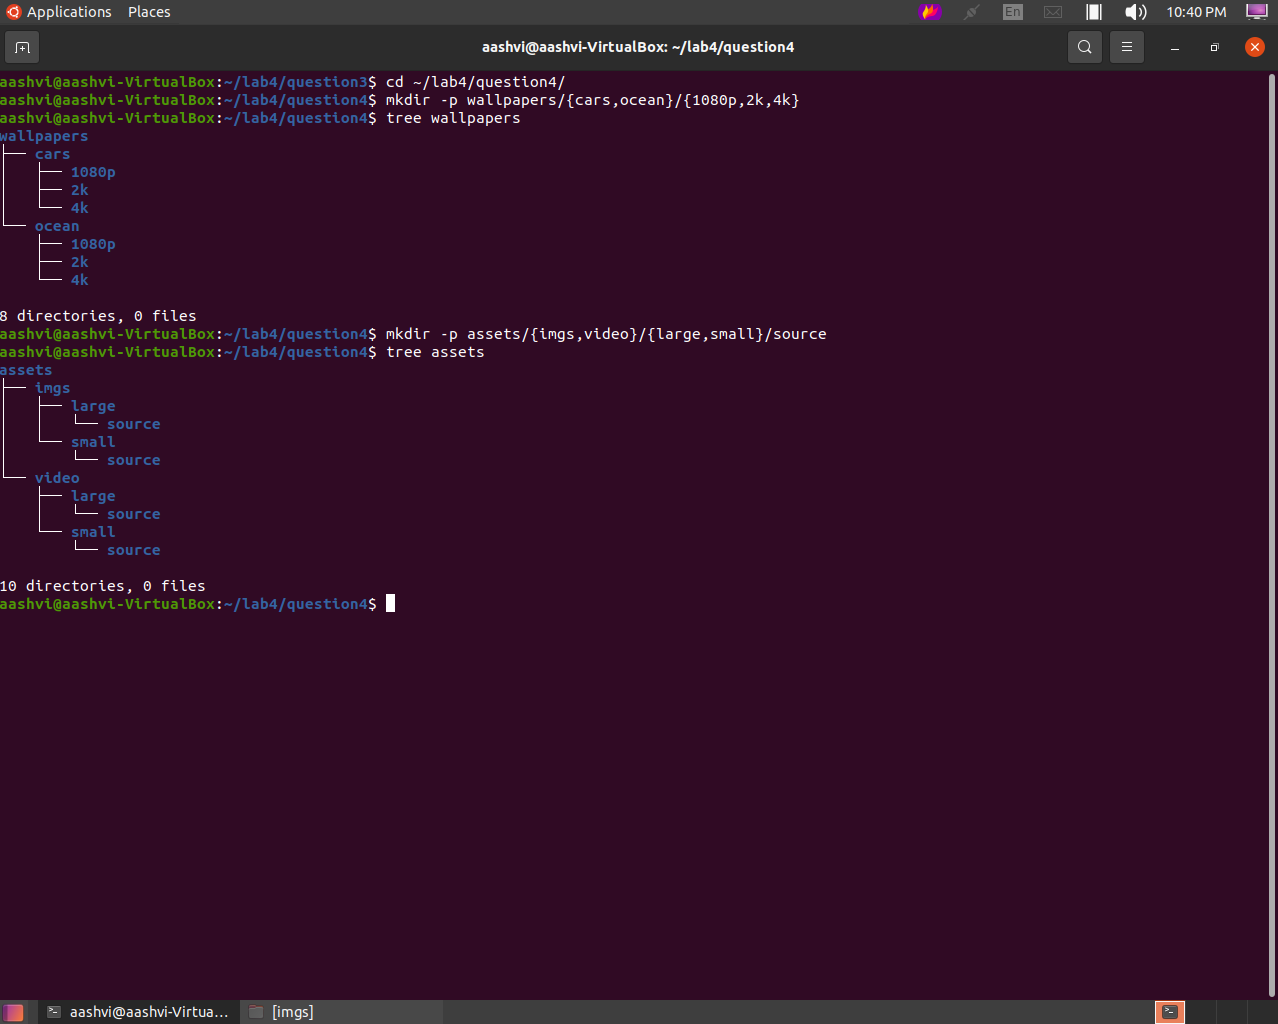 Applications Places En 10:40 PM
aashvi@aashvi-VirtualBox: ~/lab4/question4
aashvi@aashvi-VirtualBox:~/lab4/question3$ cd ~/lab4/question4/
aashvi@aashvi-VirtualBox:~/lab4/question4$ mkdir -p wallpapers/{cars,ocean}/{1080p,2k,4k}
aashvi@aashvi-VirtualBox:~/lab4/question4$ tree wallpapers
wallpapers
├── cars
│   ├── 1080p
│   ├── 2k
│   └── 4k
└── ocean
    ├── 1080p
    ├── 2k
    └── 4k
8 directories, 0 files
aashvi@aashvi-VirtualBox:~/lab4/question4$ mkdir -p assets/{imgs,video}/{large,small}/source
aashvi@aashvi-VirtualBox:~/lab4/question4$ tree assets
assets
├── imgs
│   ├── large
│   │   └── source
│   └── small
│       └── source
└── video
    ├── large
    │   └── source
    └── small
        └── source
10 directories, 0 files
aashvi@aashvi-VirtualBox:~/lab4/question4$
aashvi@aashvi-Virtua... [imgs]